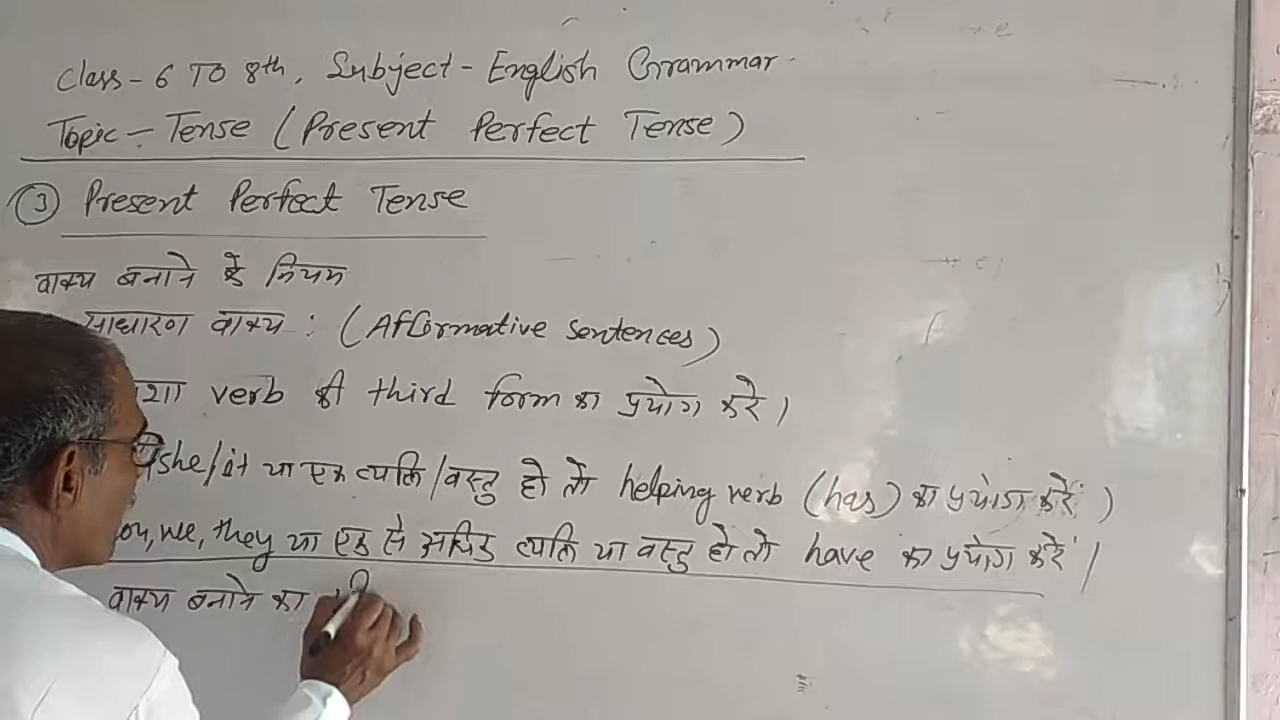 Class - 6 TO 8th, Subject - English Grammar.
Topic - Tense (Present Perfect Tense)
③ Present Perfect Tense
वाक्य बनाने के नियम
साधारण वाक्य : (Affirmative Sentences)
verb की third form का प्रयोग करे।
she/it या एक व्यक्ति/वस्तु हो तो helping verb (has) का प्रयोग करें।
we, they या एक से अधिक व्यक्ति या वस्तु हो तो have का प्रयोग करें।
वाक्य बनाने का